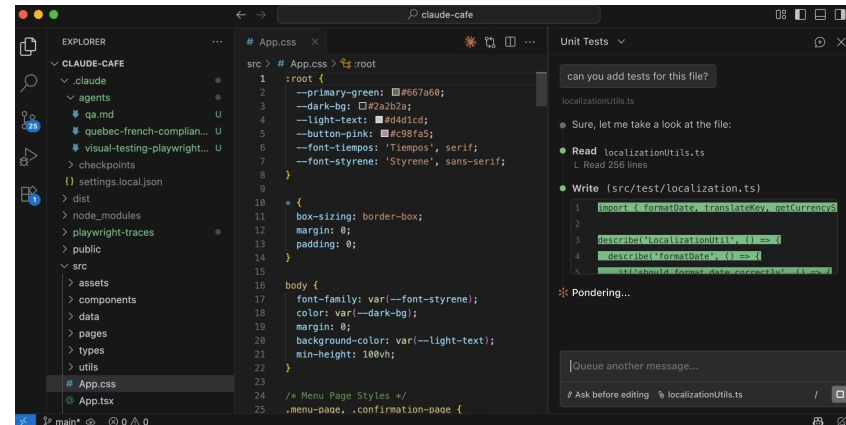 claude-cafe
EXPLORER
CLAUDE-CAFE
.claude
agents
qa.md U
quebec-french-complian... U
visual-testing-playwright... U
checkpoints
{} settings.local.json
dist
node_modules
playwright-traces
public
src
assets
components
data
pages
types
utils
# App.css
App.tsx
25
1
# App.css ×
src > # App.css > :root
1 :root {
2 --primary-green: #667a60;
3 --dark-bg: #2a2b2a;
4 --light-text: #d4d1cd;
5 --button-pink: #c98fa5;
6 --font-tiempos: 'Tiempos', serif;
7 --font-styrene: 'Styrene', sans-serif;
8 }
9
10 * {
11 box-sizing: border-box;
12 margin: 0;
13 padding: 0;
14 }
15
16 body {
17 font-family: var(--font-styrene);
18 color: var(--dark-bg);
19 margin: 0;
20 background-color: var(--light-text);
21 min-height: 100vh;
22 }
23
24 /* Menu Page Styles */
25 .menu-page, .confirmation-page {
Unit Tests
can you add tests for this file?
localizationUtils.ts
Sure, let me take a look at the file:
Read localizationUtils.ts
└ Read 256 lines
Write (src/test/localization.ts)
1 import { formatDate, translateKey, getCurrencyS
2
3 describe('LocalizationUtil', () => {
4 describe('formatDate', () => {
5 it('should format date correctly', () => {
Pondering...
Queue another message...
Ask before editing localizationUtils.ts /
main* 0 0